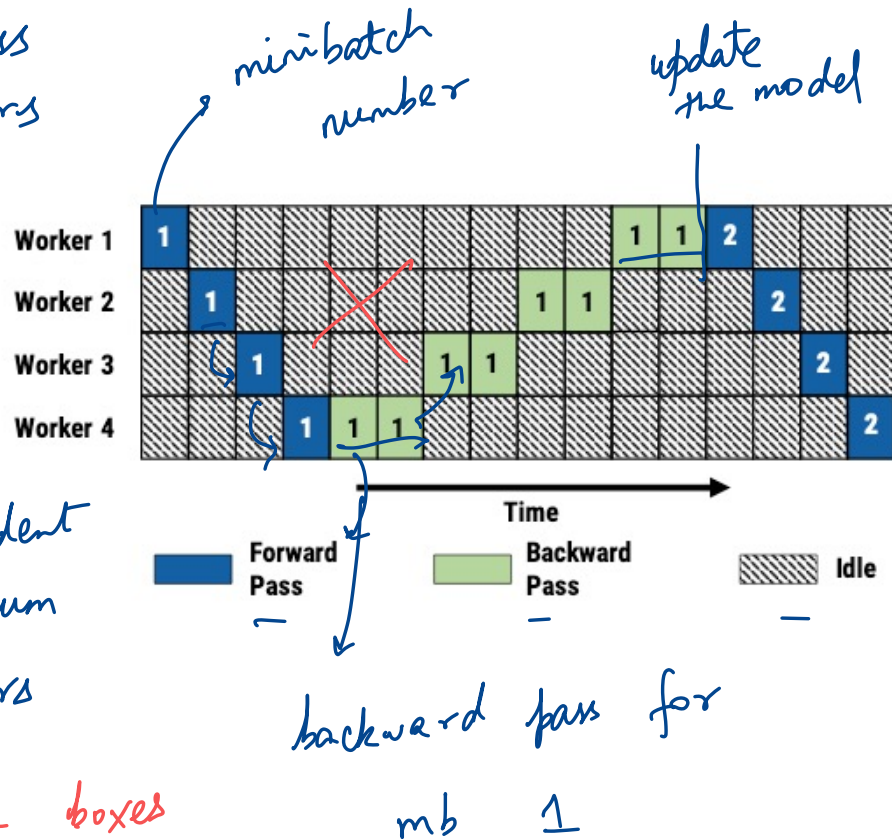 minibatch
number
update
the model
Worker 1 1 1 1 2
Worker 2 1 1 1 2
Worker 3 1 1 1 2
Worker 4 1 1 1 2
Time
Forward
Pass
Backward
Pass
Idle
um
backward pass for
boxes
mb 1